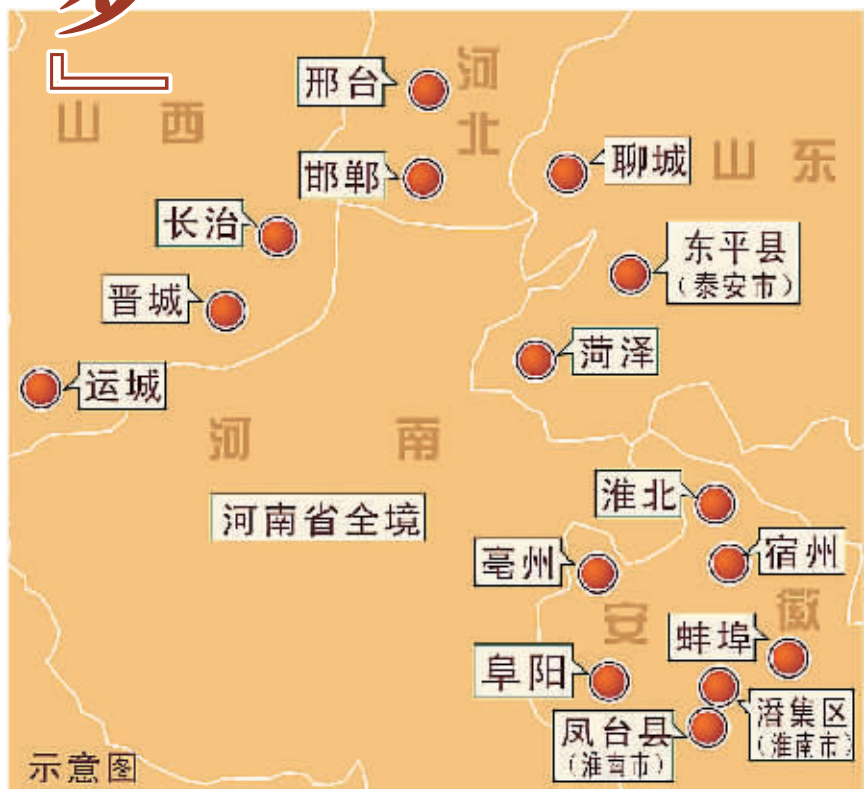 』
邢台
河
北
山 西
邯郸
聊城
山 东
长治
东平县
（泰安市）
晋城
菏泽
运城
河 南
淮北
河南省全境
宿州
亳州
安 徽
蚌埠
阜阳
潘集区
（淮南市）
凤台县
（淮南市）
示意图